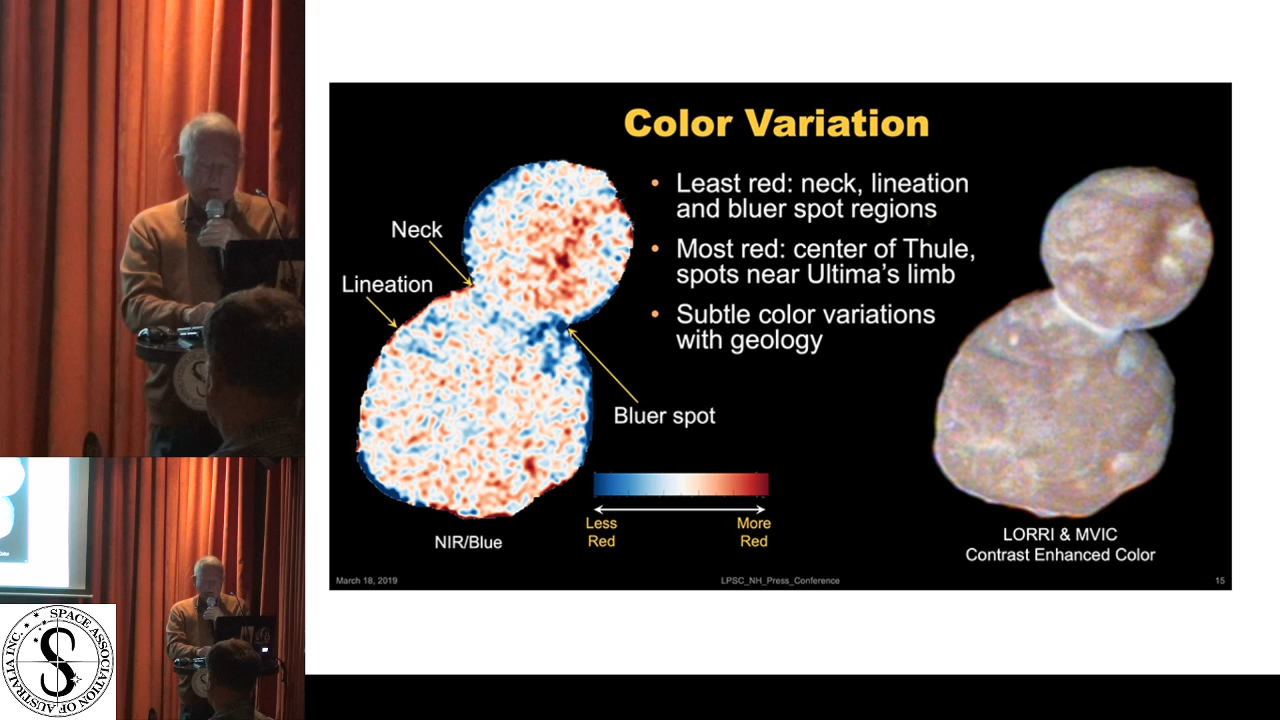 Color Variation
Neck
Lineation
• Least red: neck, lineation
and bluer spot regions
• Most red: center of Thule,
spots near Ultima’s limb
• Subtle color variations
with geology
Bluer spot
Less
Red
More
Red
NIR/Blue
LORRI & MVIC
Contrast Enhanced Color
March 18, 2019
LPSC_NH_Press_Conference
15
SPACE ASSOCIATION OF AUSTRALIA INC.
S